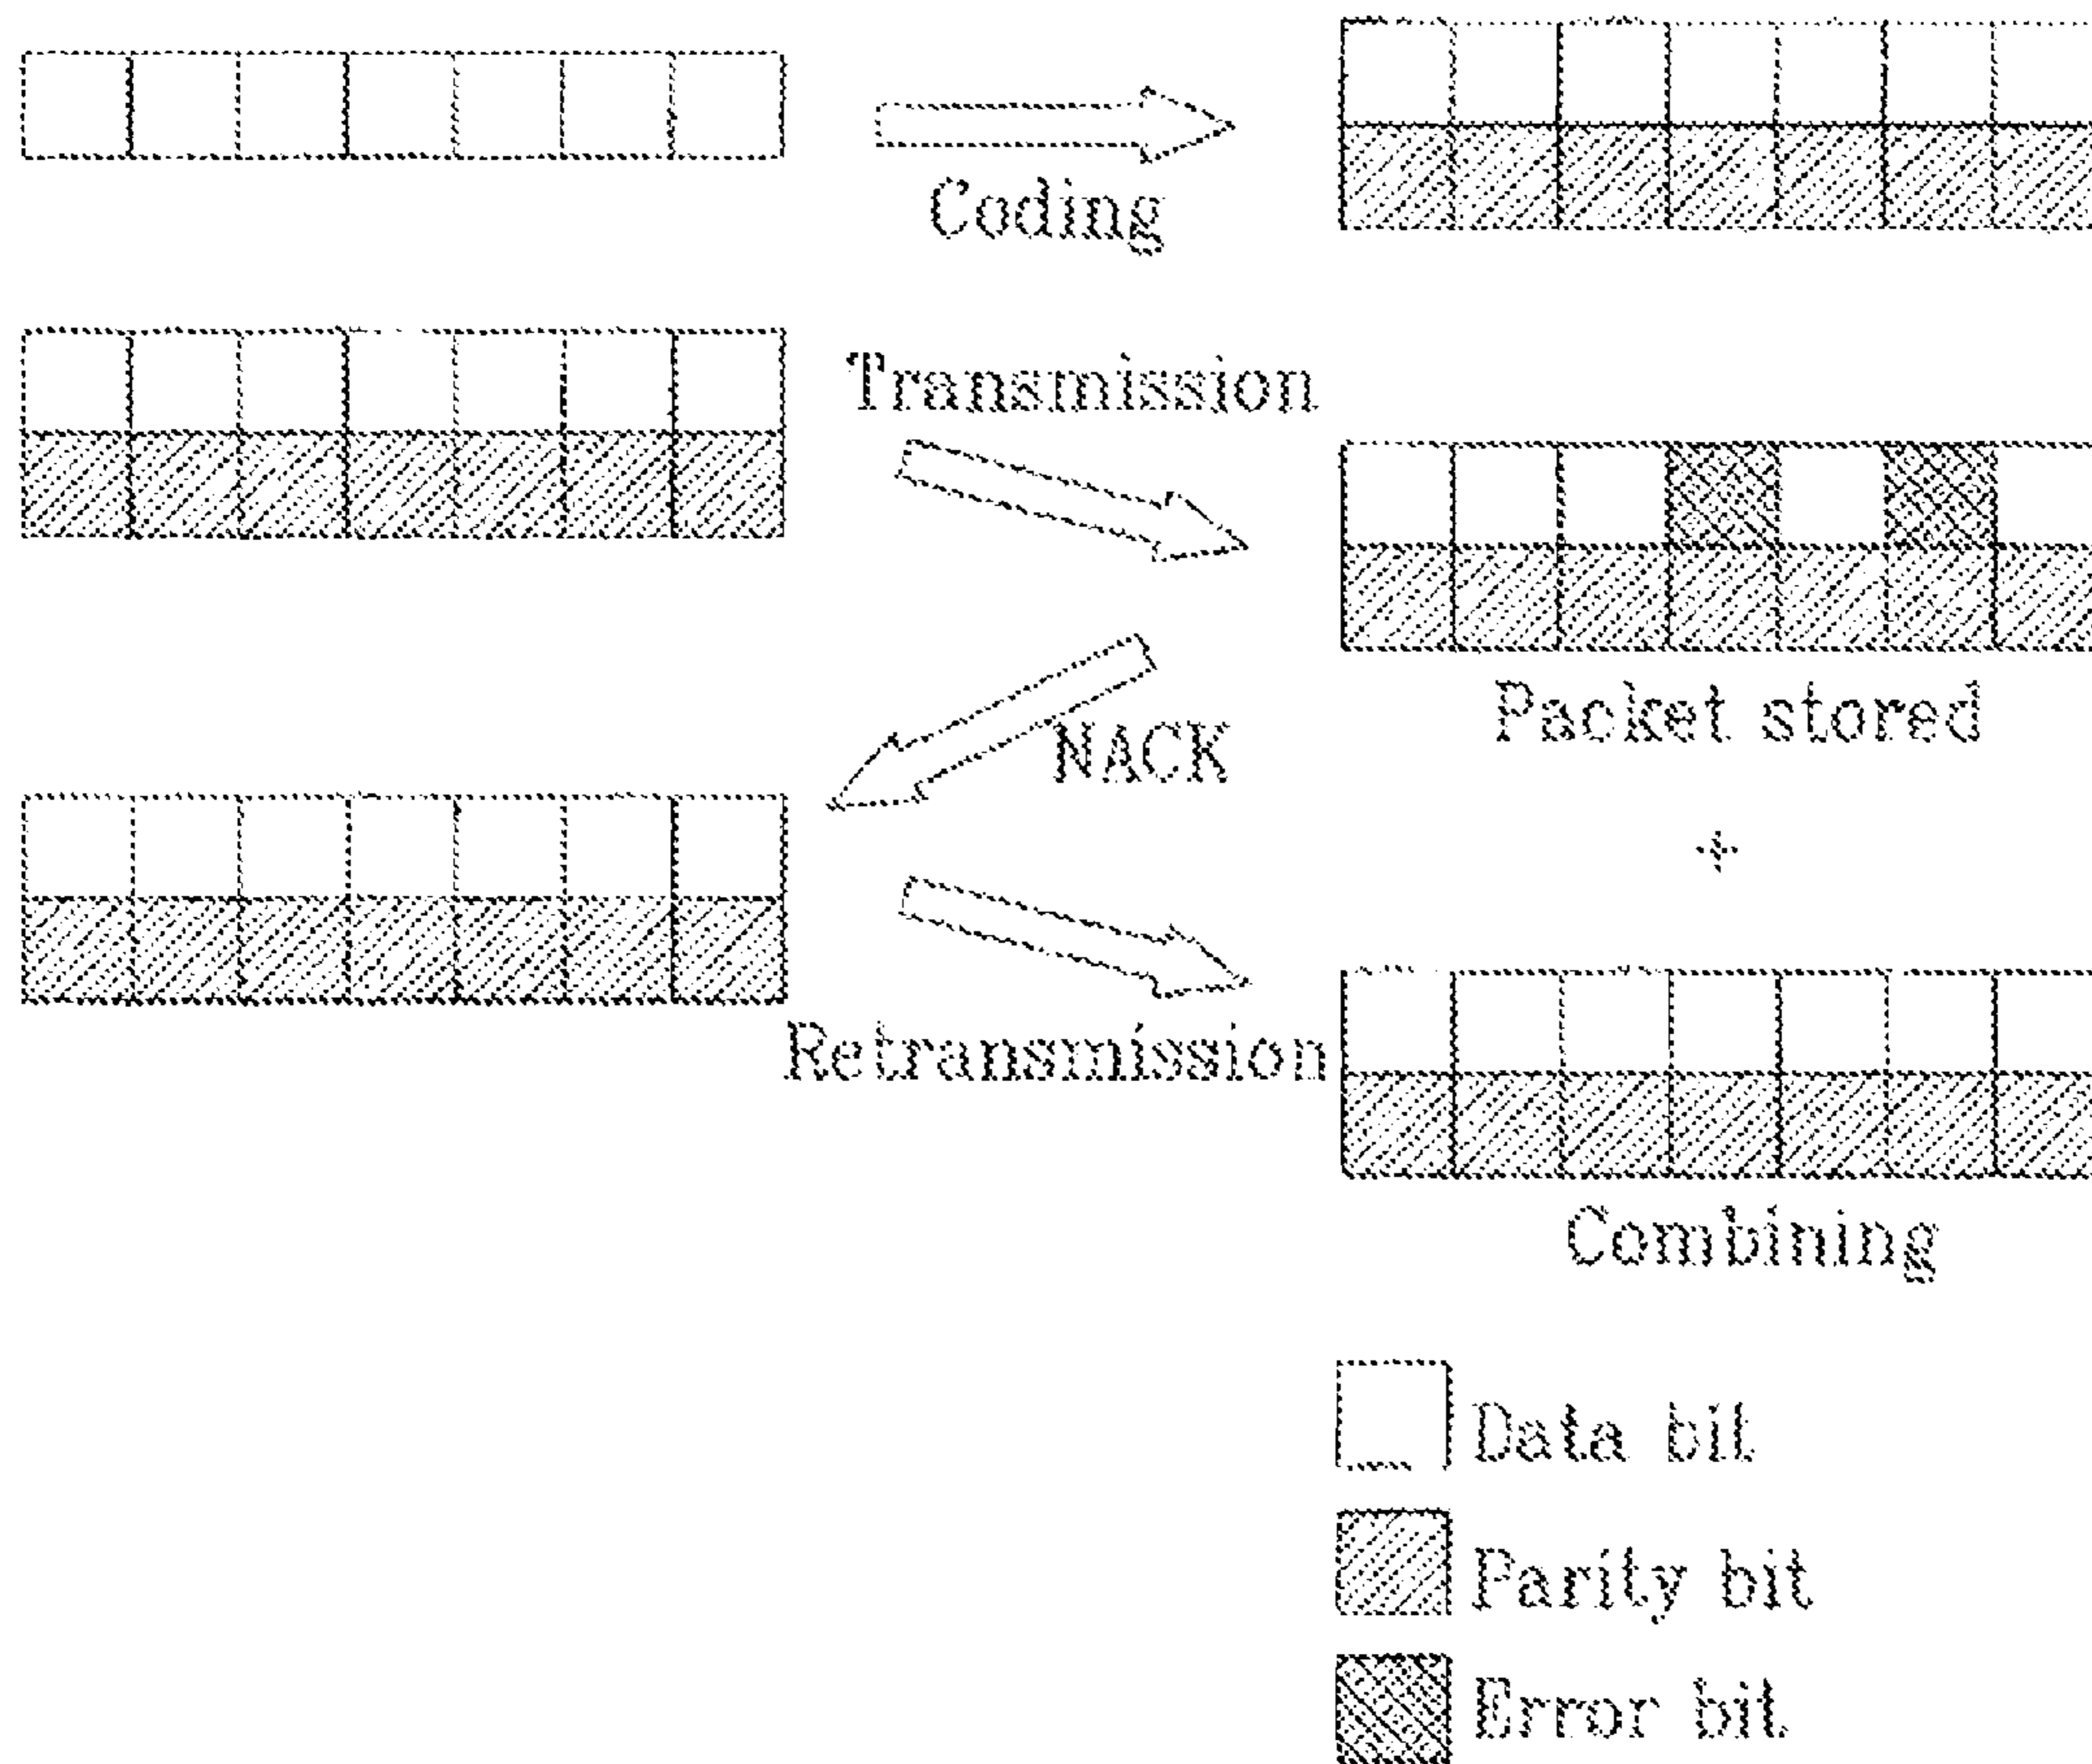 Coding
Transmission
Packet stored
NACK
+
Retransmission
Combining
Data bit
Parity bit
Error bit